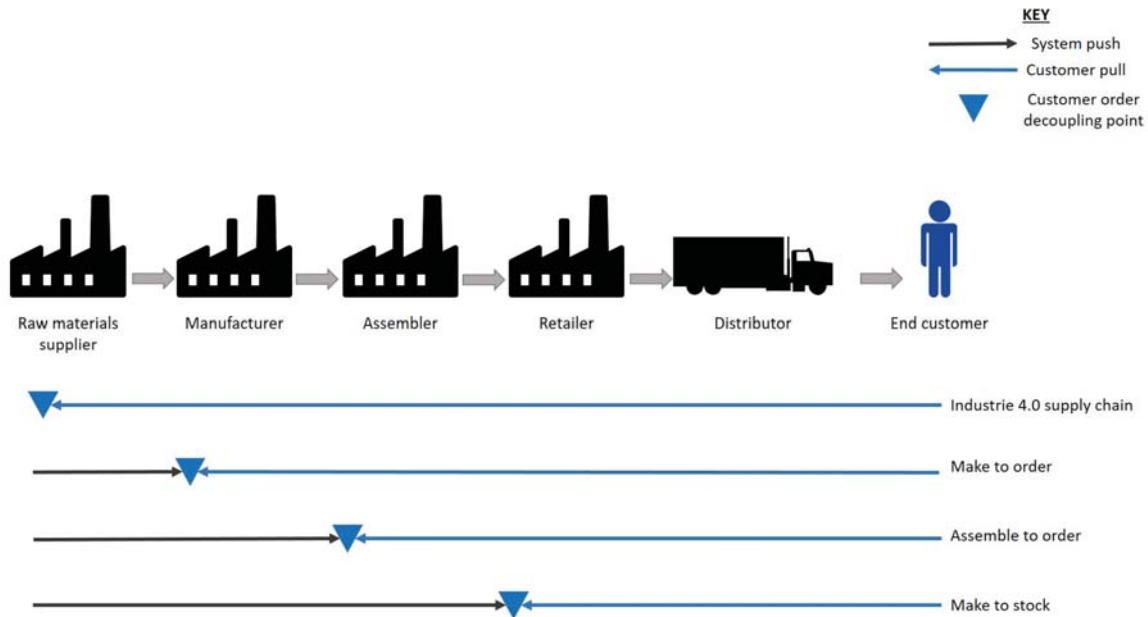 KEY
System push
Customer pull
Customer order
decoupling point
Raw materials
supplier
Manufacturer
Assembler
Retailer
Distributor
End customer
Industrie 4.0 supply chain
Make to order
Assemble to order
Make to stock